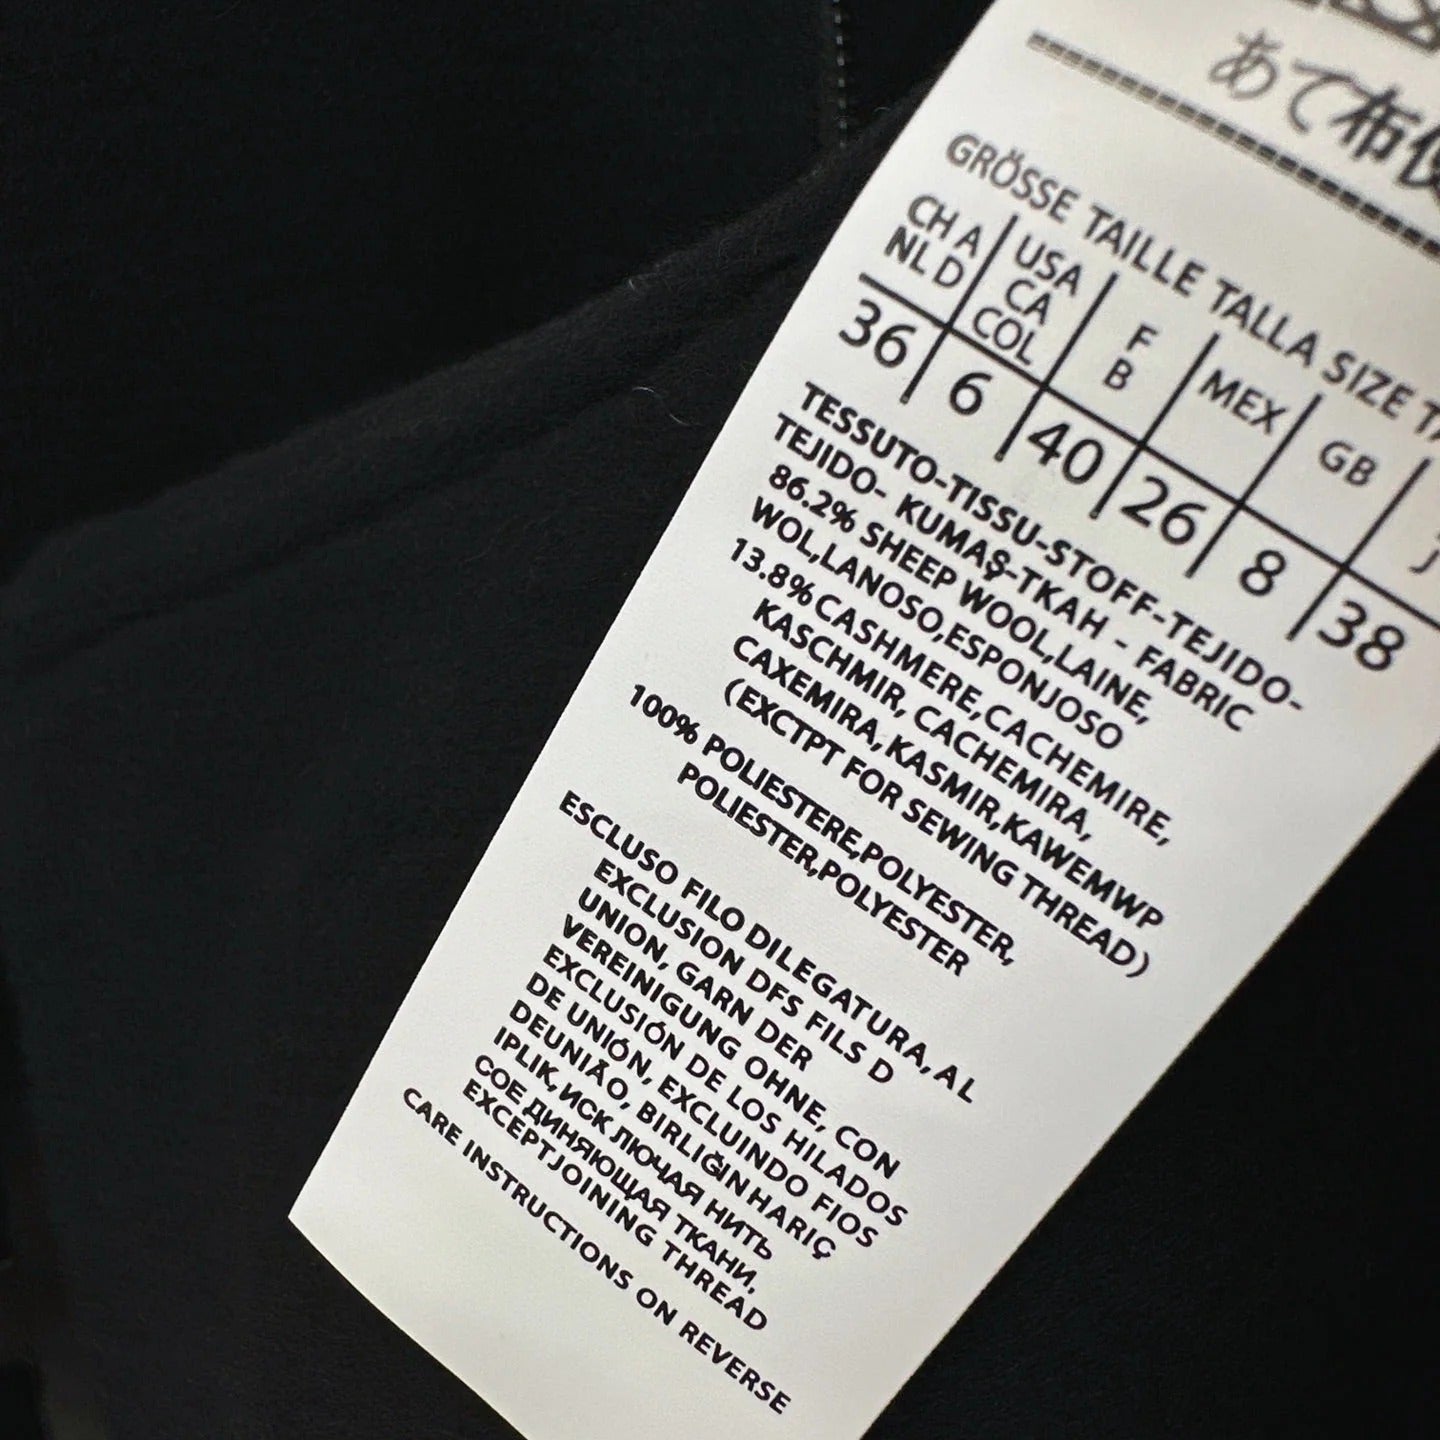 あて布使
GRÖSSE TAILLE TALLA SIZE
CH A NL D | USA CA COL | F B | MEX | GB
36 | 6 | 40 | 26 | 8 | 38
TESSUTO-TISSU-STOFF-TEJIDO-
TEJIDO- KUMAŞ-TKAH - FABRIC
86.2% SHEEP WOOL,LAINE,
WOL,LANOSO,ESPONJOSO
13.8%CASHMERE,CACHEMIRE,
KASCHMIR, CACHEMIRA,
CAXEMIRA,KASMIR,KAWEMWP
(EXCTPT FOR SEWING THREAD)
100% POLIESTERE,POLYESTER,
POLIESTER,POLYESTER
ESCLUSO FILO DILEGATURA, AL
EXCLUSION DFS FILS D
UNION, GARN DER
VEREINIGUNG OHNE, CON
EXCLUSIÓN DE LOS HILADOS
DE UNIÓN, EXCLUINDO FIOS
DEUNIÃO, BIRLIĞINHARIÇ
IPLIK,ИСК ЛЮЧАЯ НИТЬ
СОЕ ДИНЯЮЩАЯ ТКАНИ,
EXCEPTJOINING THREAD
CARE INSTRUCTIONS ON REVERSE